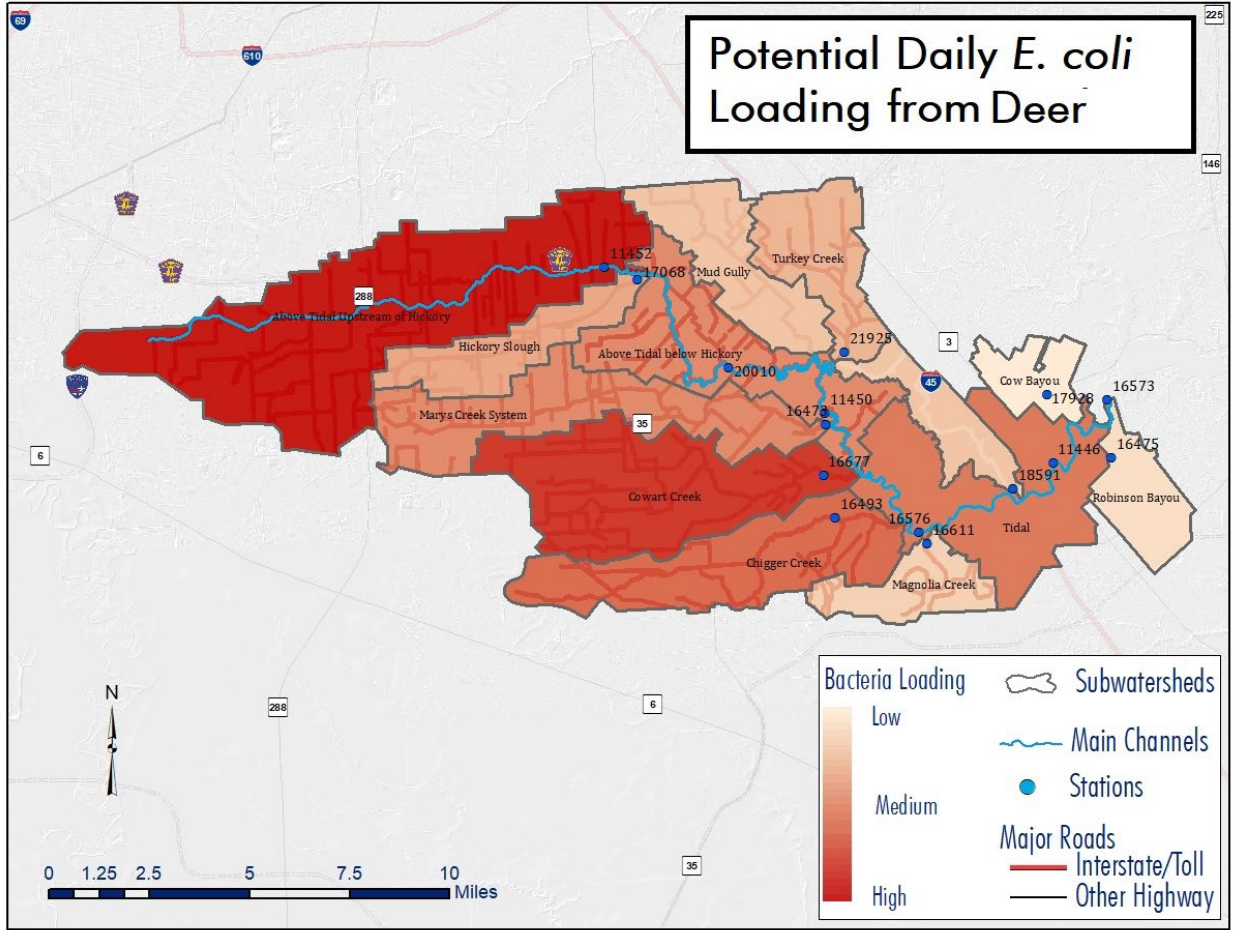 69
610
225
Potential Daily E. coli
Loading from Deer
146
11452
17068
Mud Gully
Turkey Creek
288
Above Tidal Upstream of Hickory
Hickory Slough
Above Tidal below Hickory
21925
3
20010
45
Cow Bayou
16573
17928
Marys Creek System
35
16473
11450
6
16677
11446
16475
Cowart Creek
18591
Robinson Bayou
16493
16576
16611
Tidal
Chigger Creek
Magnolia Creek
N
288
6
35
0 1.25 2.5 5 7.5 10
Miles
Bacteria Loading
Low
Medium
High
Subwatersheds
Main Channels
Stations
Major Roads
Interstate/Toll
Other Highway